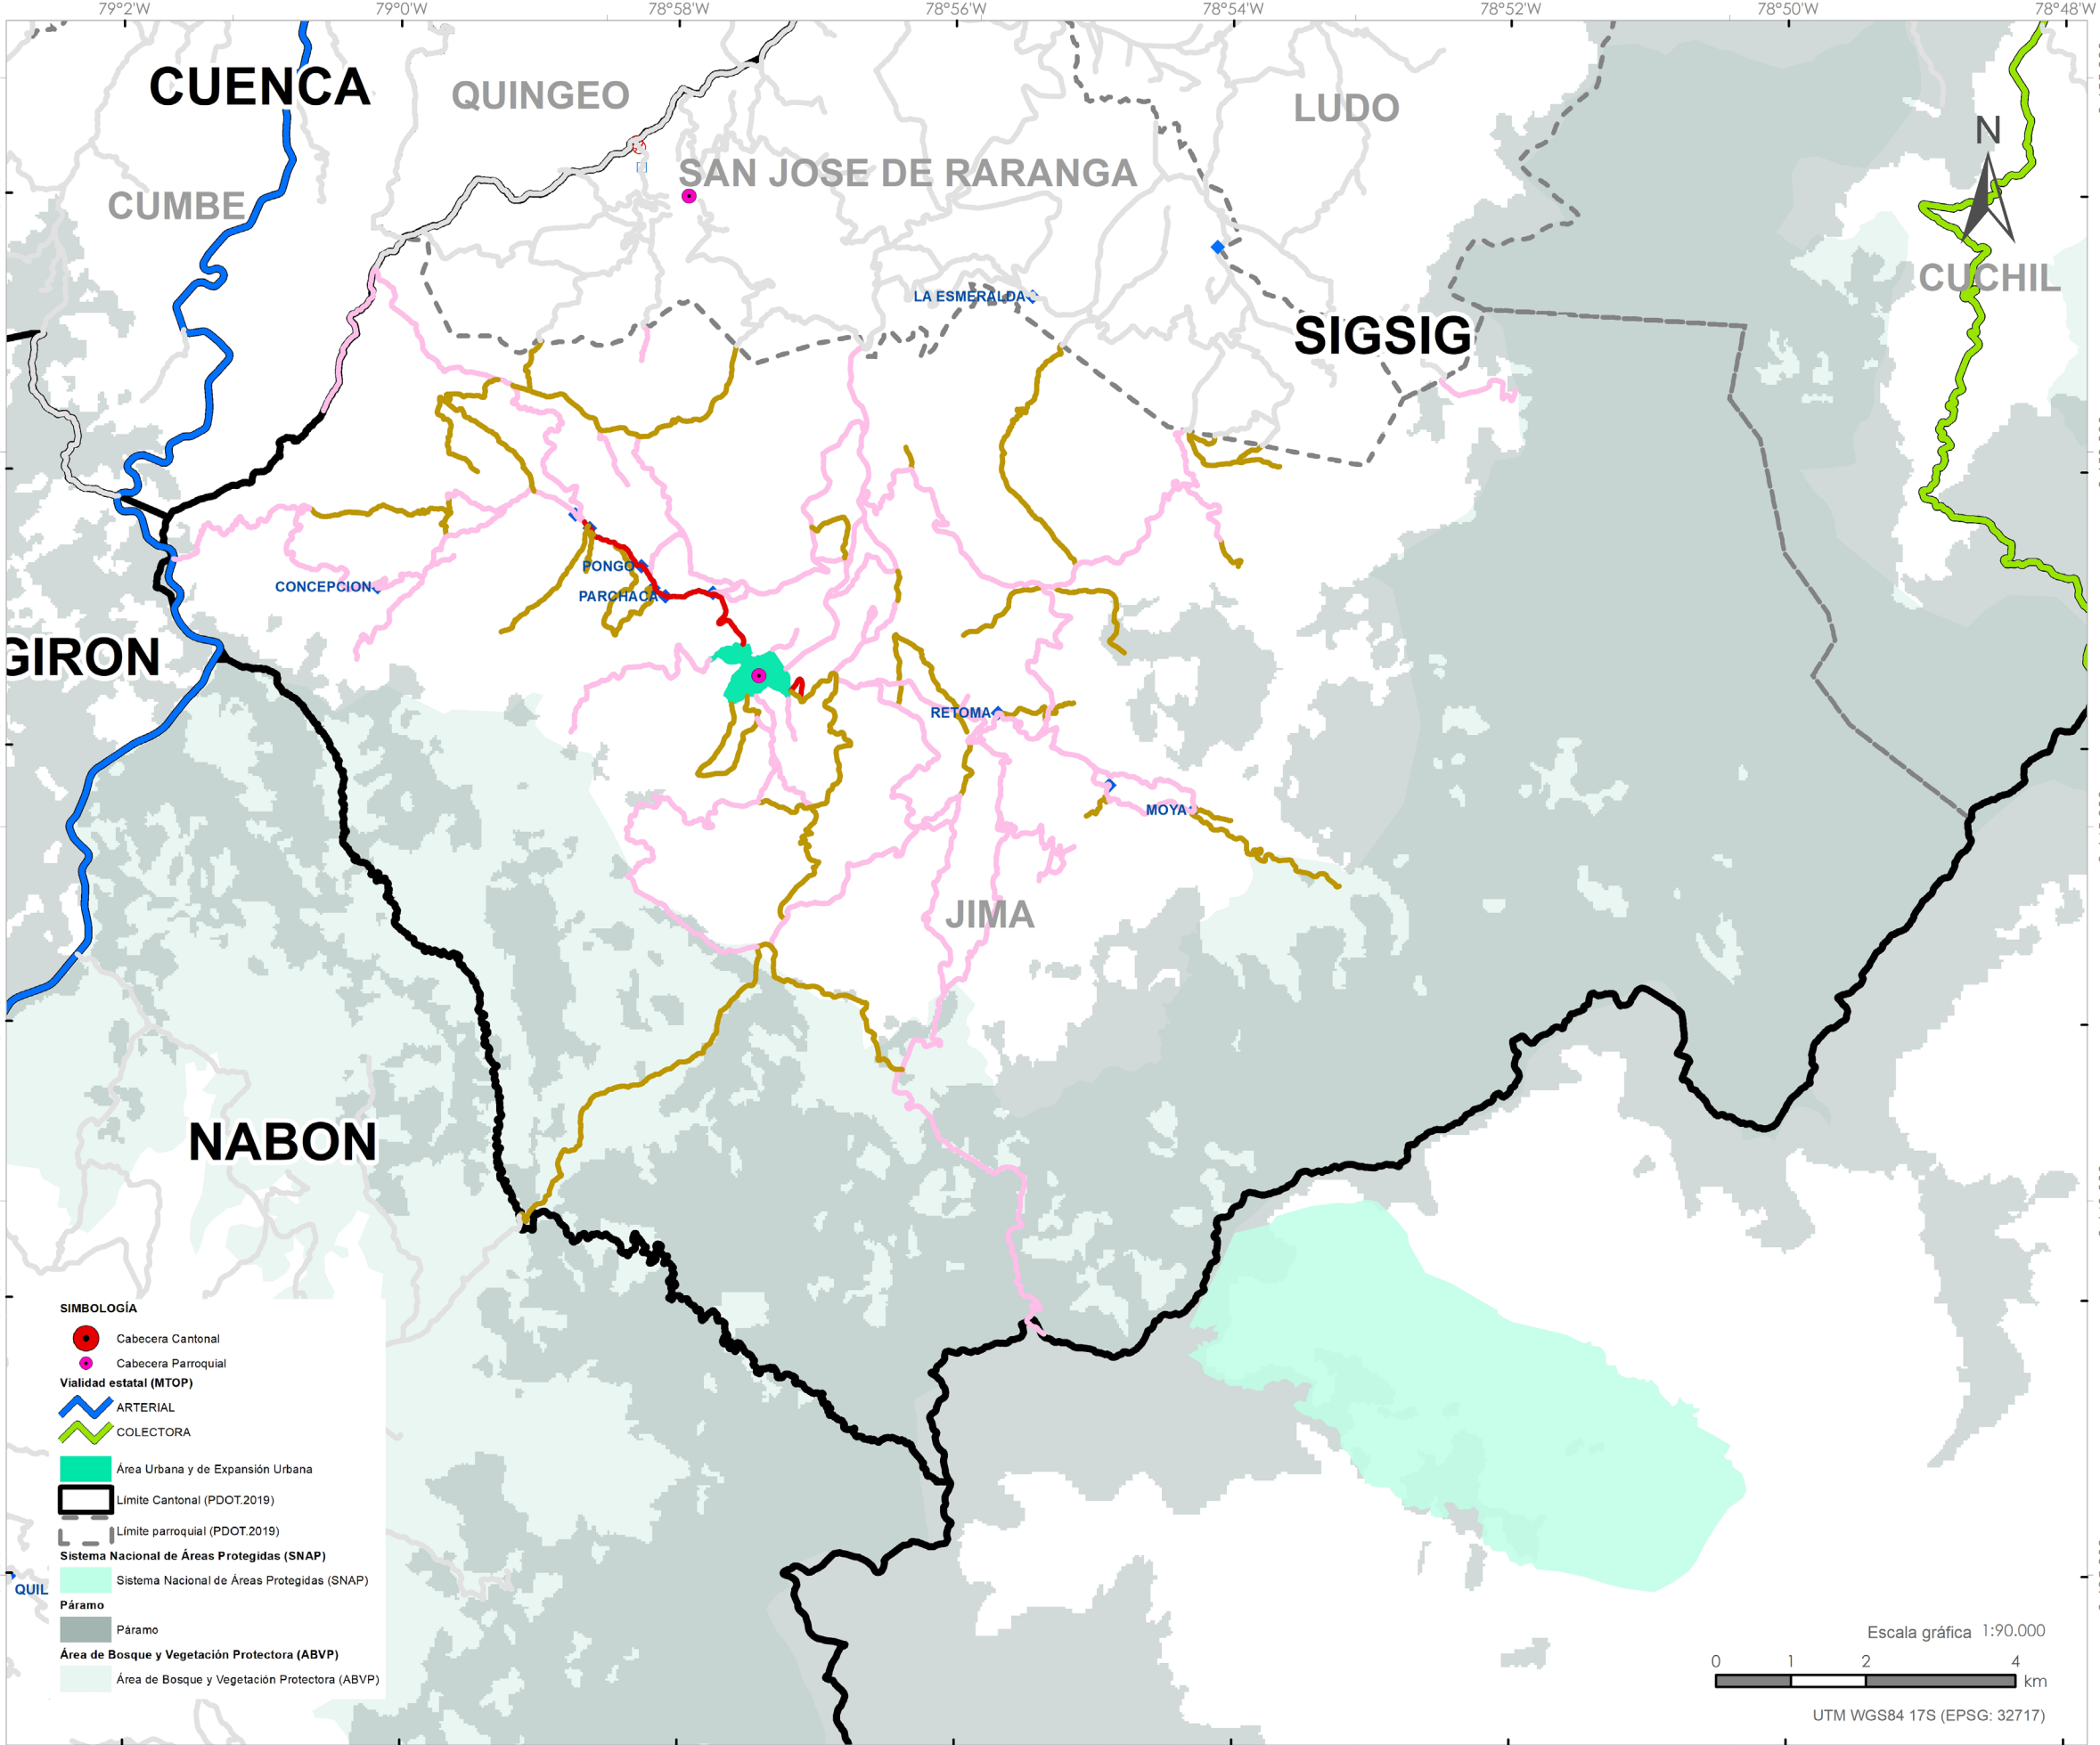 79°2'W 79°0'W 78°58'W 78°56'W 78°54'W 78°52'W 78°50'W 78°48'W
CUENCA
QUINGEO
LUDO
N
SAN JOSE DE RARANGA
CUMBE
CUCHIL
LA ESMERALDA
SIGSIG
PONGO
CONCEPCION
PARCHACA
GIRON
RETOMA
MOYA
JIMA
NABON
SIMBOLOGÍA
Cabecera Cantonal
Cabecera Parroquial
Vialidad estatal (MTOP)
ARTERIAL
COLECTORA
Área Urbana y de Expansión Urbana
Límite Cantonal (PDOT.2019)
Límite parroquial (PDOT.2019)
Sistema Nacional de Áreas Protegidas (SNAP)
Sistema Nacional de Áreas Protegidas (SNAP)
Páramo
Páramo
Área de Bosque y Vegetación Protectora (ABVP)
Área de Bosque y Vegetación Protectora (ABVP)
QUIL
Escala gráfica 1:90.000
0 1 2 4
km
UTM WGS84 17S (EPSG: 32717)